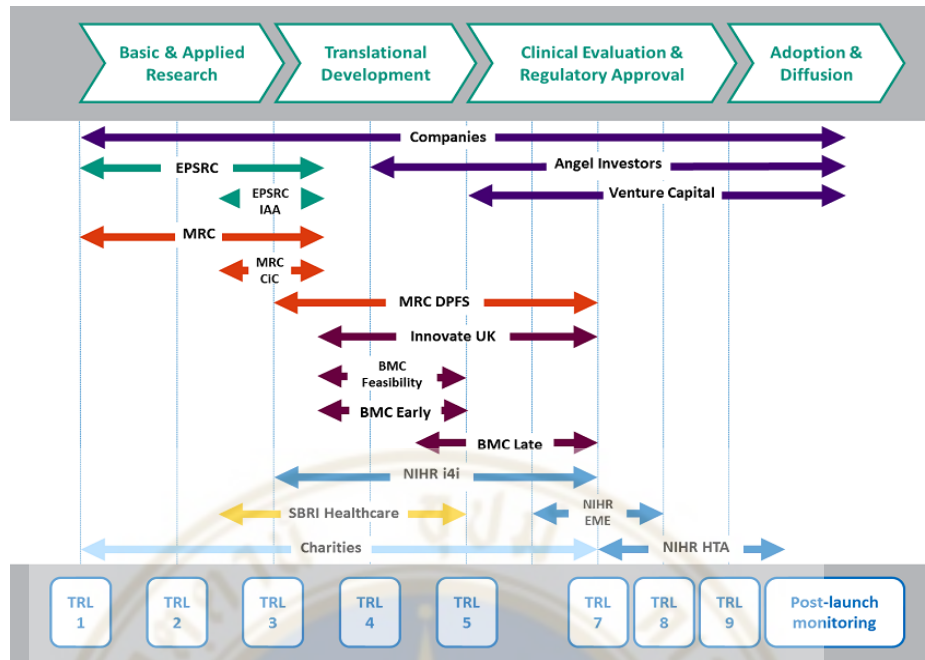 Basic & Applied
Research
Translational
Development
Clinical Evaluation &
Regulatory Approval
Adoption &
Diffusion
Companies
EPSRC
Angel Investors
EPSRC
IAA
Venture Capital
MRC
MRC
CiC
MRC DPFS
Innovate UK
BMC
Feasibility
BMC Early
BMC Late
NIHR i4i
SBRI Healthcare
NIHR
EME
Charities
NIHR HTA
TRL
1
TRL
2
TRL
3
TRL
4
TRL
5
TRL
7
TRL
8
TRL
9
Post-launch
monitoring